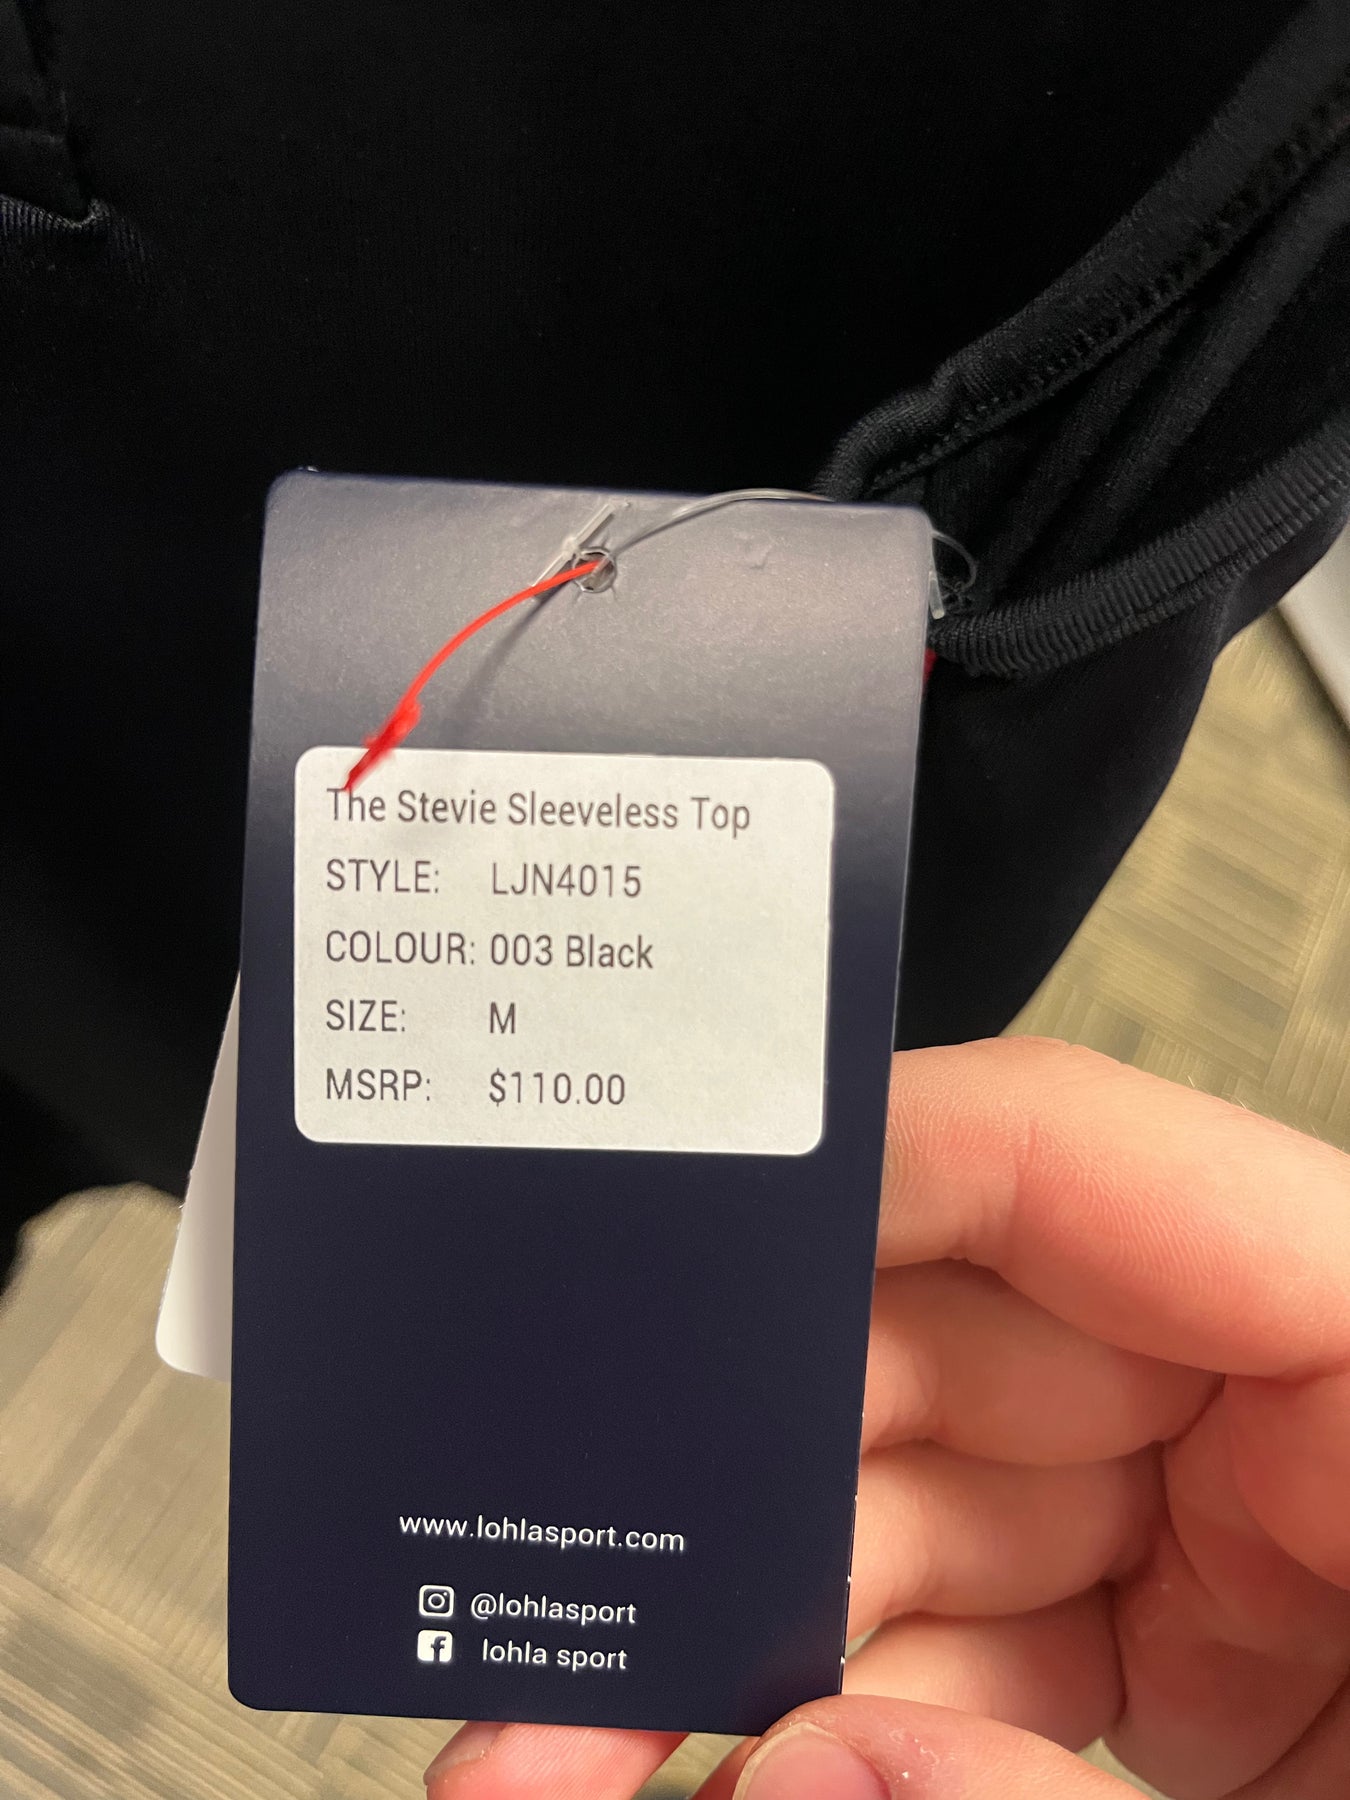 The Stevie Sleeveless Top
STYLE: LJN4015
COLOUR: 003 Black
SIZE: M
MSRP: $110.00
www.lohlasport.com
@lohlasport
lohla sport